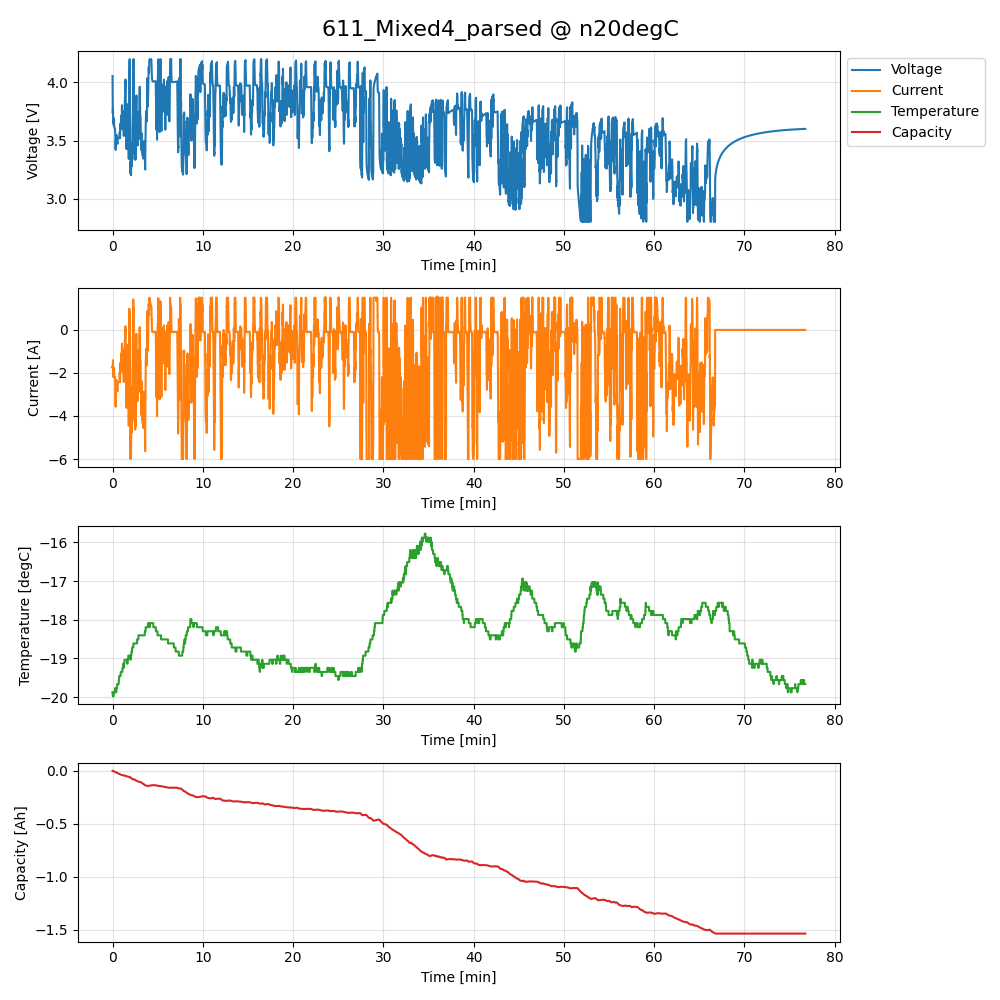 611_Mixed4_parsed @ n20degC
4.0
3.5
3.0
Voltage [V]
0 10 20 30 40 50 60 70 80
Time [min]
Voltage
Current
Temperature
Capacity
0
−2
−4
−6
Current [A]
0 10 20 30 40 50 60 70 80
Time [min]
−16
−17
−18
−19
−20
Temperature [degC]
0 10 20 30 40 50 60 70 80
Time [min]
0.0
−0.5
−1.0
−1.5
Capacity [Ah]
0 10 20 30 40 50 60 70 80
Time [min]